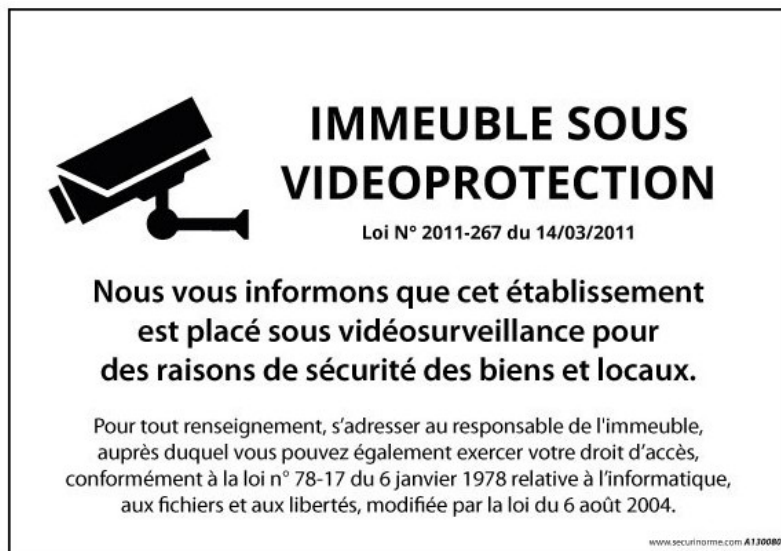 IMMEUBLE SOUS
VIDEOPROTECTION
Loi N° 2011-267 du 14/03/2011
Nous vous informons que cet établissement
est placé sous vidéosurveillance pour
des raisons de sécurité des biens et locaux.
Pour tout renseignement, s’adresser au responsable de l'immeuble,
auprès duquel vous pouvez également exercer votre droit d’accès,
conformément à la loi n° 78-17 du 6 janvier 1978 relative à l’informatique,
aux fichiers et aux libertés, modifiée par la loi du 6 août 2004.
www.securinorme.com A130080